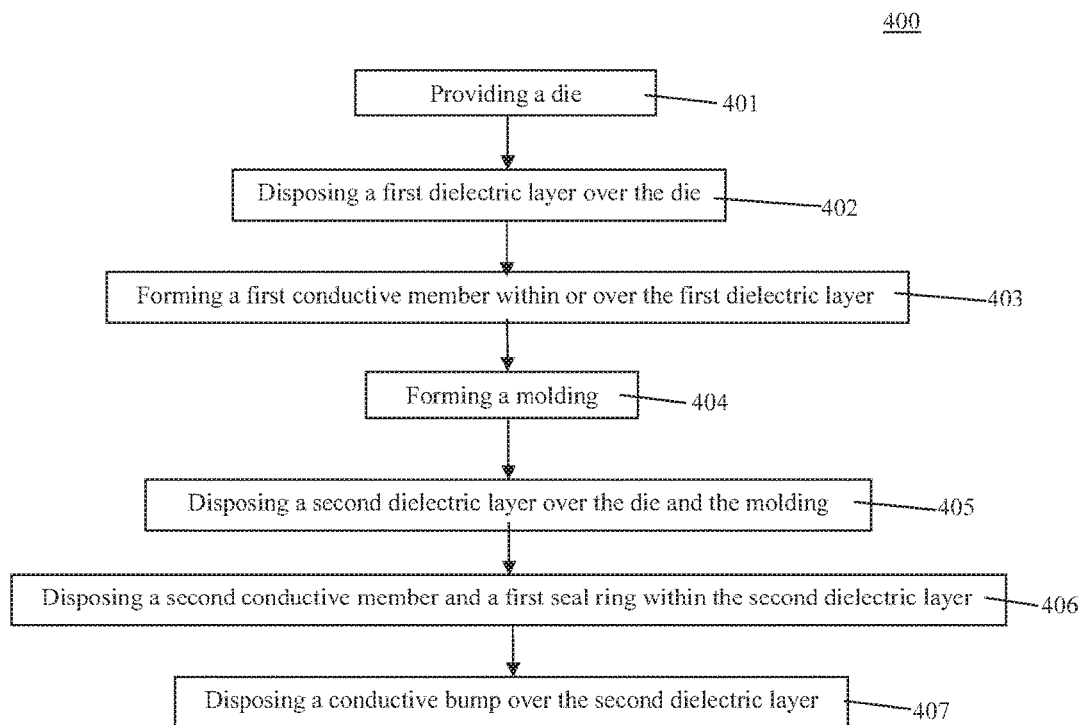 400
Providing a die
401
Disposing a first dielectric layer over the die
402
Forming a first conductive member within or over the first dielectric layer
403
Forming a molding
404
Disposing a second dielectric layer over the die and the molding
405
Disposing a second conductive member and a first seal ring within the second dielectric layer
406
Disposing a conductive bump over the second dielectric layer
407